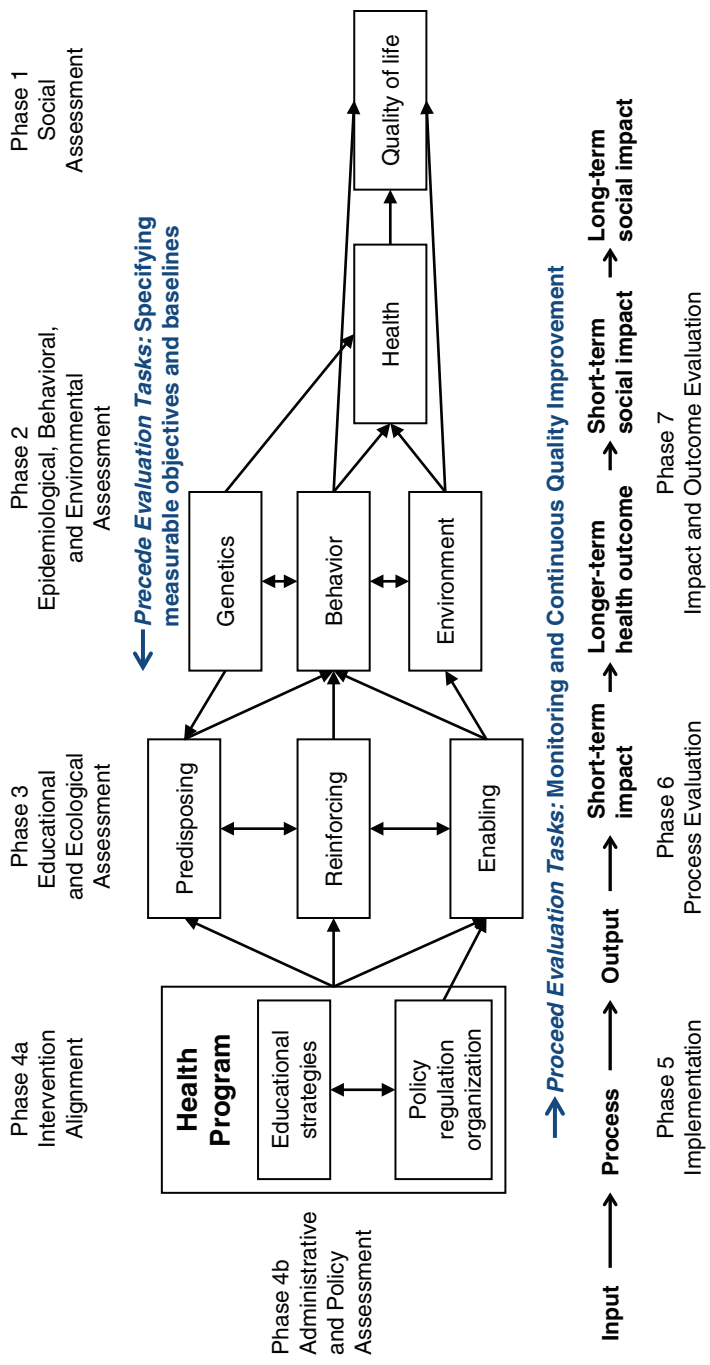 Phase 4b
Administrative
and Policy
Assessment
Phase 4a
Intervention
Alignment
Phase 3
Educational
and Ecological
Assessment
Phase 2
Epidemiological, Behavioral,
and Environmental
Assessment
Phase 1
Social
Assessment
Precede Evaluation Tasks: Specifying
measurable objectives and baselines
Health
Program
Educational
strategies
Policy
regulation
organization
Predisposing
Reinforcing
Enabling
Genetics
Behavior
Environment
Health
Quality of life
Proceed Evaluation Tasks: Monitoring and Continuous Quality Improvement
Input
Process
Output
Short-term
impact
Longer-term
health outcome
Short-term
social impact
Long-term
social impact
Phase 5
Implementation
Phase 6
Process Evaluation
Phase 7
Impact and Outcome Evaluation